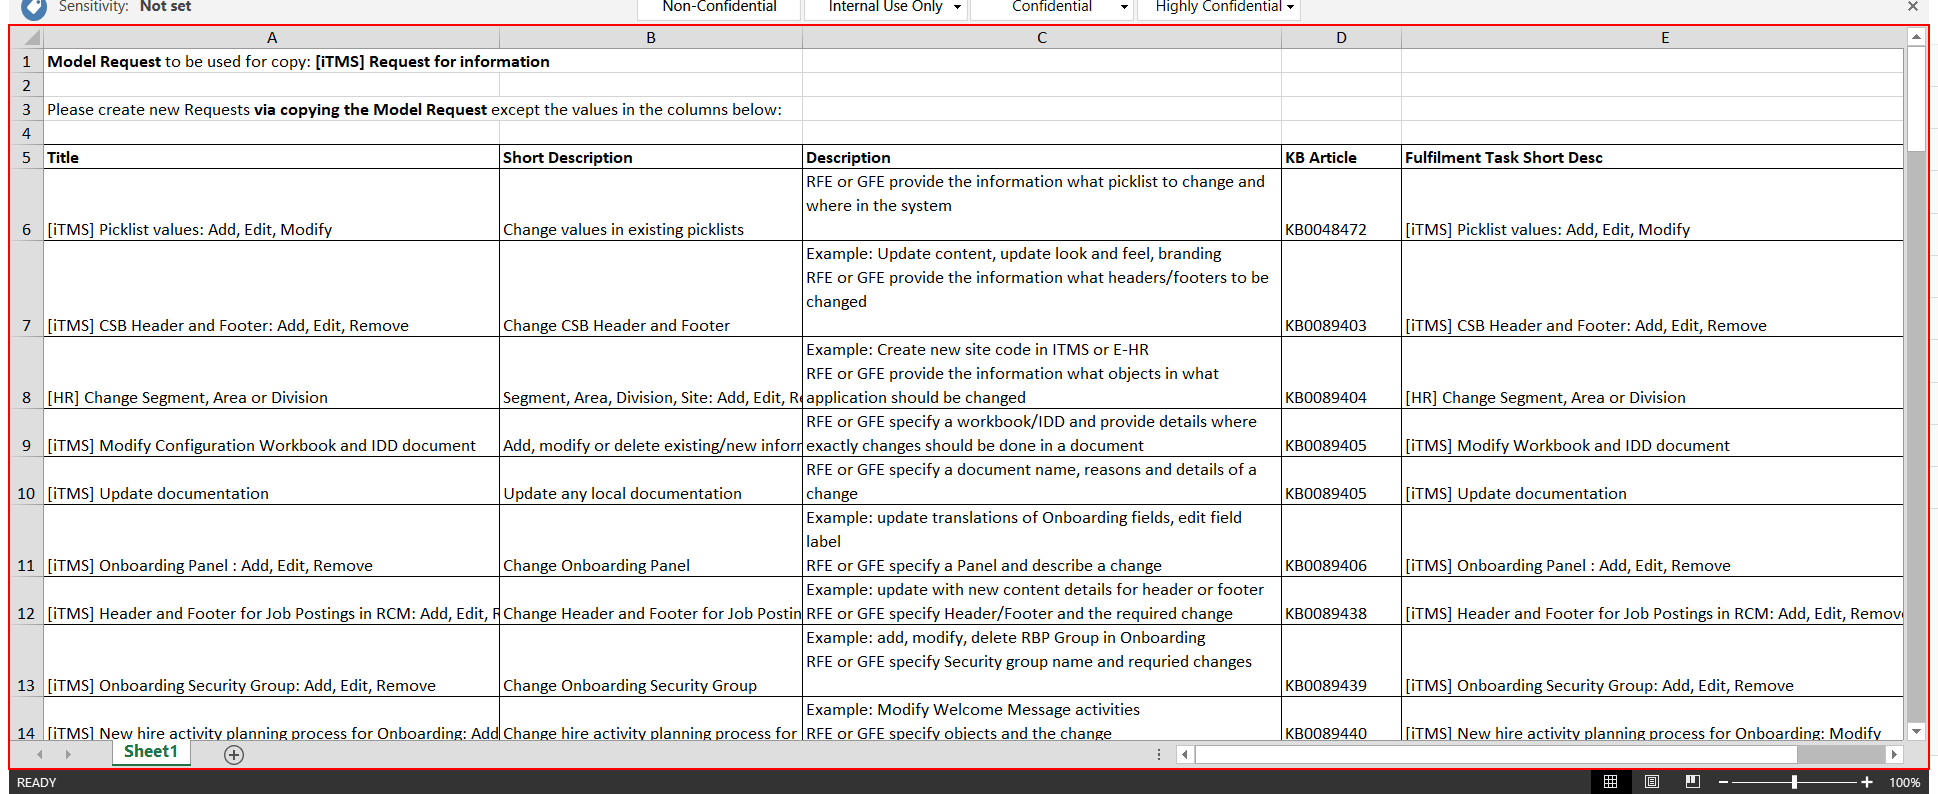 Sensitivity: Not set Non-Confidential Internal Use Only Confidential Highly Confidential
A B C D E
1 Model Request to be used for copy: [iTMS] Request for information
2
3 Please create new Requests via copying the Model Request except the values in the columns below:
4
5 Title Short Description Description KB Article Fulfilment Task Short Desc
RFE or GFE provide the information what picklist to change and
where in the system
6 [iTMS] Picklist values: Add, Edit, Modify Change values in existing picklists KB0048472 [iTMS] Picklist values: Add, Edit, Modify
Example: Update content, update look and feel, branding
RFE or GFE provide the information what headers/footers to be
changed
7 [iTMS] CSB Header and Footer: Add, Edit, Remove Change CSB Header and Footer KB0089403 [iTMS] CSB Header and Footer: Add, Edit, Remove
Example: Create new site code in ITMS or E-HR
RFE or GFE provide the information what objects in what
8 [HR] Change Segment, Area or Division Segment, Area, Division, Site: Add, Edit, Re application should be changed KB0089404 [HR] Change Segment, Area or Division
RFE or GFE specify a workbook/IDD and provide details where
9 [iTMS] Modify Configuration Workbook and IDD document Add, modify or delete existing/new inforr exactly changes should be done in a document KB0089405 [iTMS] Modify Workbook and IDD document
RFE or GFE specify a document name, reasons and details of a
10 [iTMS] Update documentation Update any local documentation change KB0089405 [iTMS] Update documentation
Example: update translations of Onboarding fields, edit field
label
11 [iTMS] Onboarding Panel : Add, Edit, Remove Change Onboarding Panel RFE or GFE specify a Panel and describe a change KB0089406 [iTMS] Onboarding Panel : Add, Edit, Remove
Example: update with new content details for header or footer
12 [iTMS] Header and Footer for Job Postings in RCM: Add, Edit, R Change Header and Footer for Job Postin RFE or GFE specify Header/Footer and the required change KB0089438 [iTMS] Header and Footer for Job Postings in RCM: Add, Edit, Remov
Example: add, modify, delete RBP Group in Onboarding
RFE or GFE specify Security group name and requried changes
13 [iTMS] Onboarding Security Group: Add, Edit, Remove Change Onboarding Security Group KB0089439 [iTMS] Onboarding Security Group: Add, Edit, Remove
Example: Modify Welcome Message activities
14 [iTMS] New hire activity planning process for Onboarding: Add Change hire activity planning process for RFE or GFE specify objects and the change KB0089440 [iTMS] New hire activity planning process for Onboarding: Modify
Sheet1
READY 100%